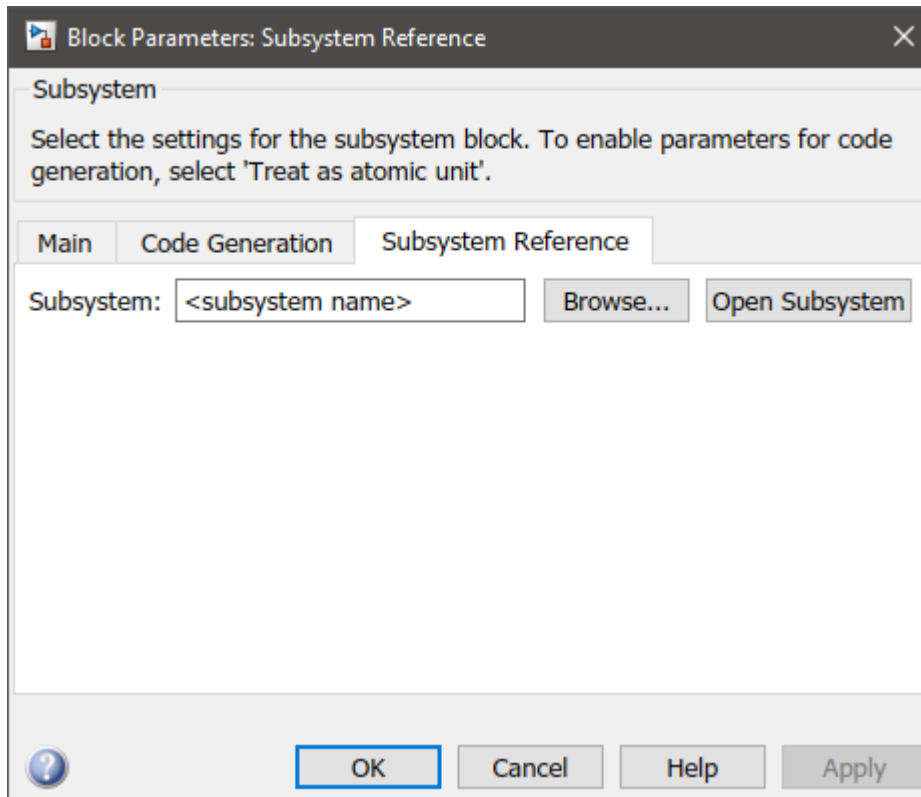 Block Parameters: Subsystem Reference
Subsystem
Select the settings for the subsystem block. To enable parameters for code
generation, select 'Treat as atomic unit'.
Main Code Generation Subsystem Reference
Subsystem: <subsystem name> Browse... Open Subsystem
? OK Cancel Help Apply